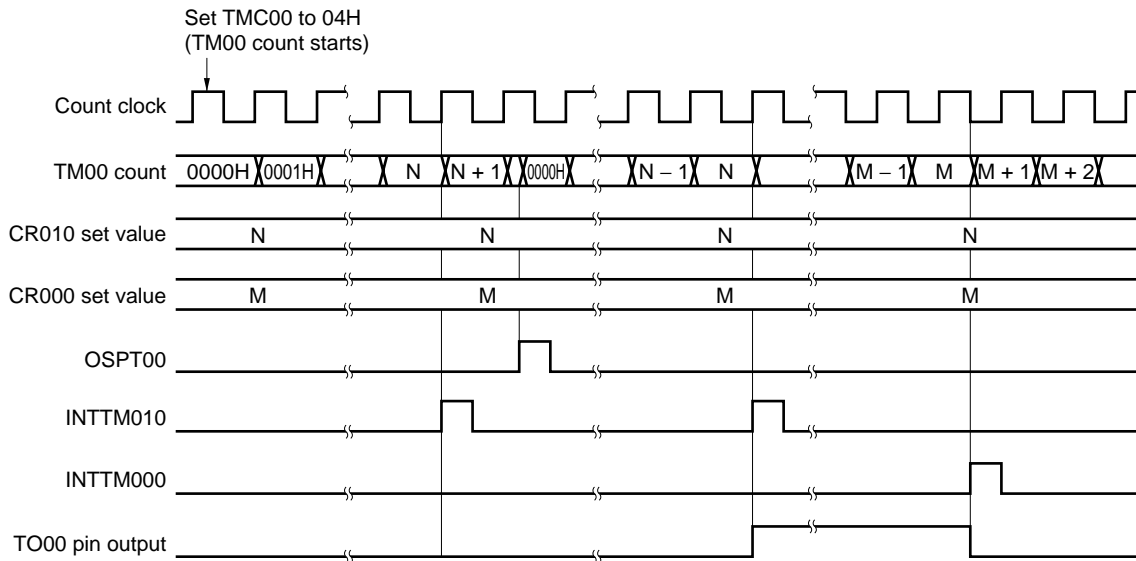 Set TMC00 to 04H
(TM00 count starts)
Count clock
TM00 count 0000H 0001H N N + 1 0000H N − 1 N M − 1 M M + 1 M + 2
CR010 set value N N N N
CR000 set value M M M M
OSPT00
INTTM010
INTTM000
TO00 pin output